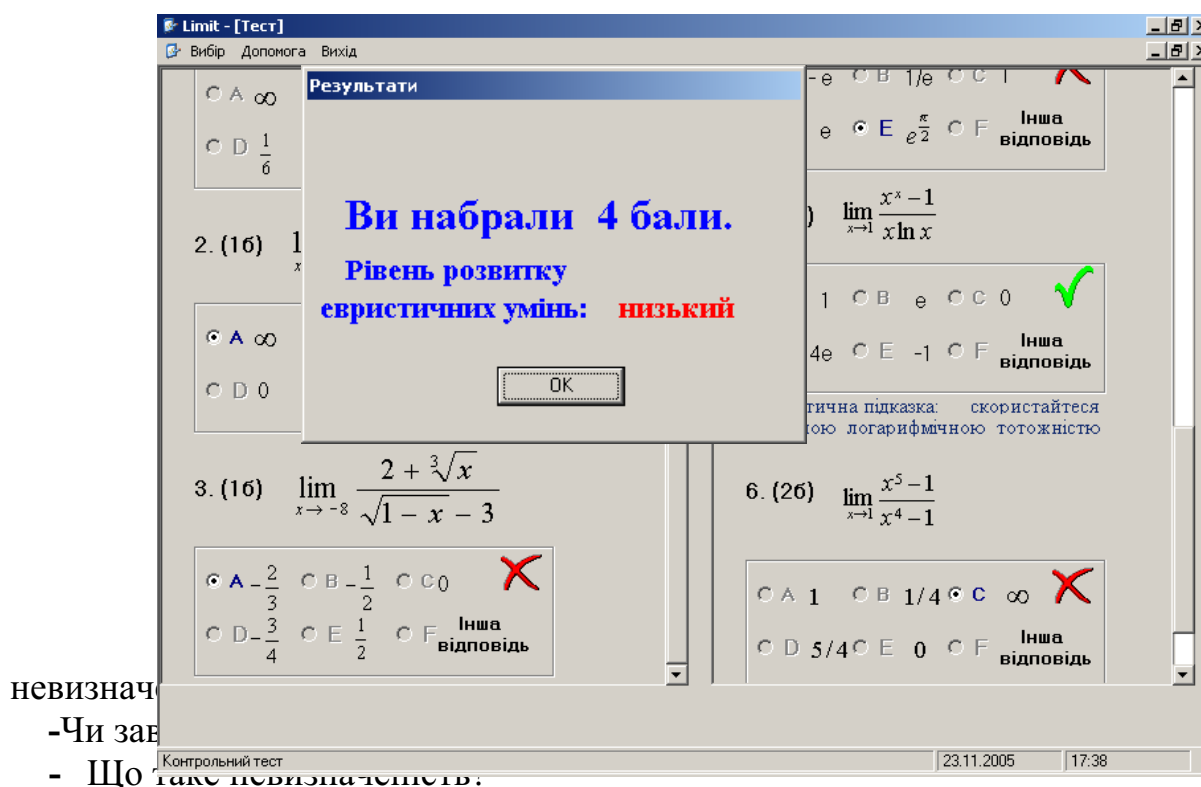 Limit - [Тест]
Вибір Допомога Вихід
Результати
Ви набрали 4 бали.
Рівень розвитку
евристичних умінь: низький
OK
A ∞
D 1/6
2. (1б)
A ∞
D 0
3. (1б) lim x→-8 (2 + ∛x)/(√(1 - x) - 3)
A -2/3 B -1/2 C 0
D -3/4 E 1/2 F Інша відповідь
- e B 1/e C 1
e E e^(π/2) F Інша відповідь
) lim x→1 (x^x - 1)/(x ln x)
1 B e C 0
4e E -1 F Інша відповідь
підказка: скористайтеся
логарифмічною тотожністю
6. (2б) lim x→1 (x^5 - 1)/(x^4 - 1)
A 1 B 1/4 C ∞
D 5/4 E 0 F Інша відповідь
Контрольний тест 23.11.2005 17:38
-Чи
- Що таке невизначеність?